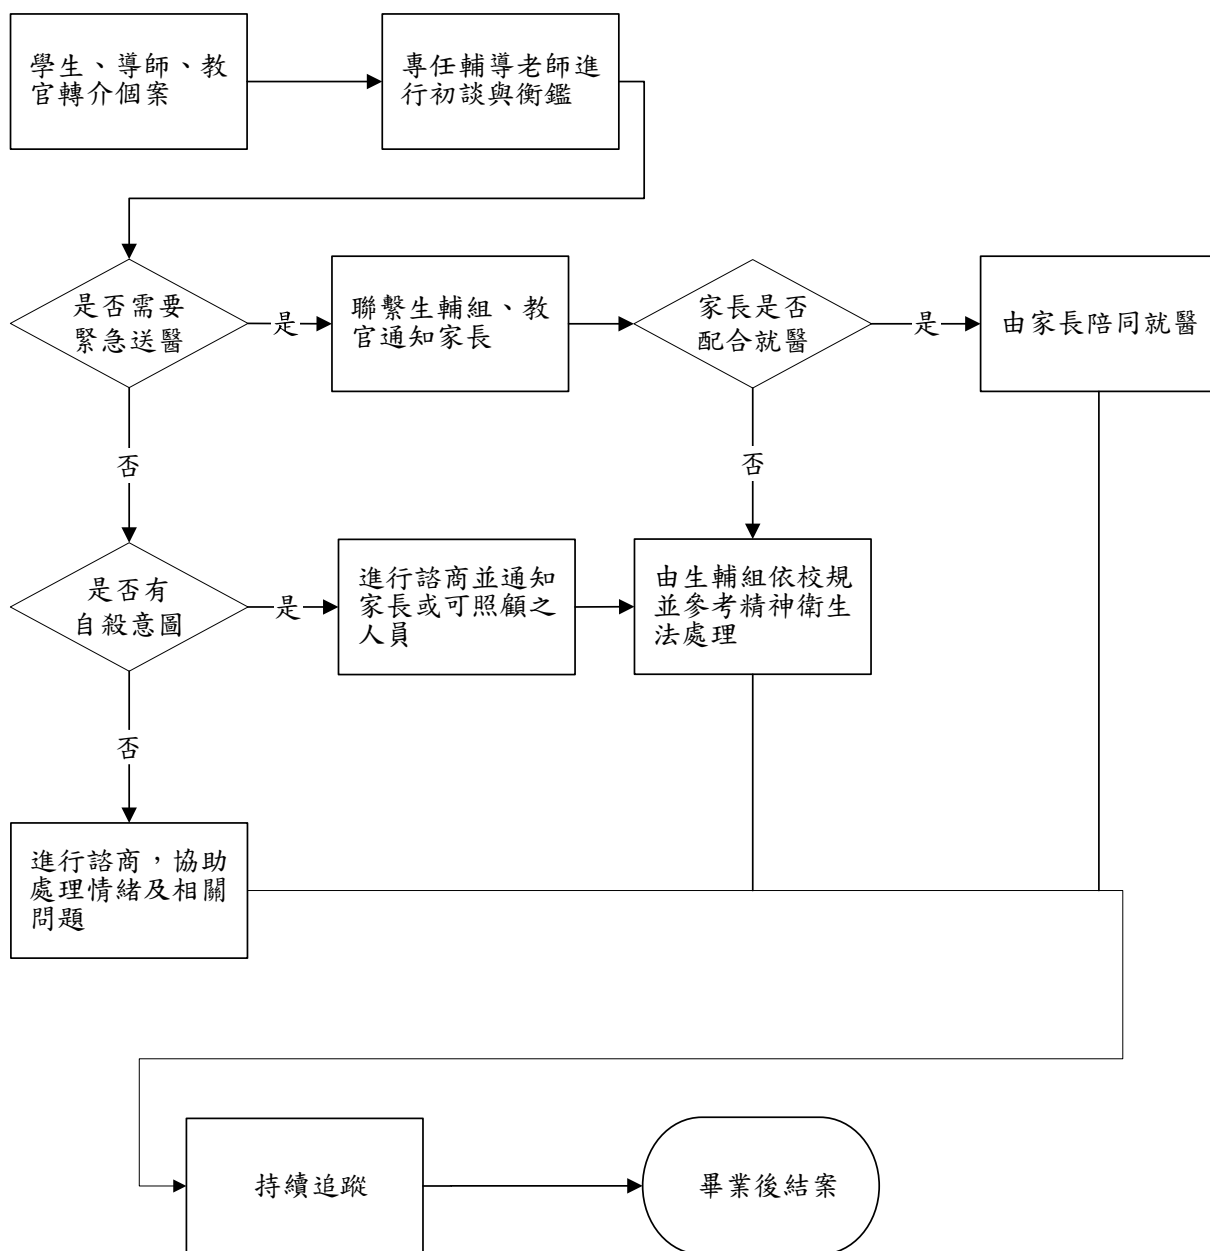 學生、導師、教
官轉介個案
專任輔導老師進
行初談與衡鑑
是否需要
緊急送醫
是
聯繫生輔組、教
官通知家長
家長是否
配合就醫
是
由家長陪同就醫
否
否
是否有
自殺意圖
是
進行諮商並通知
家長或可照顧之
人員
由生輔組依校規
並參考精神衛生
法處理
否
進行諮商，協助
處理情緒及相關
問題
持續追蹤
畢業後結案